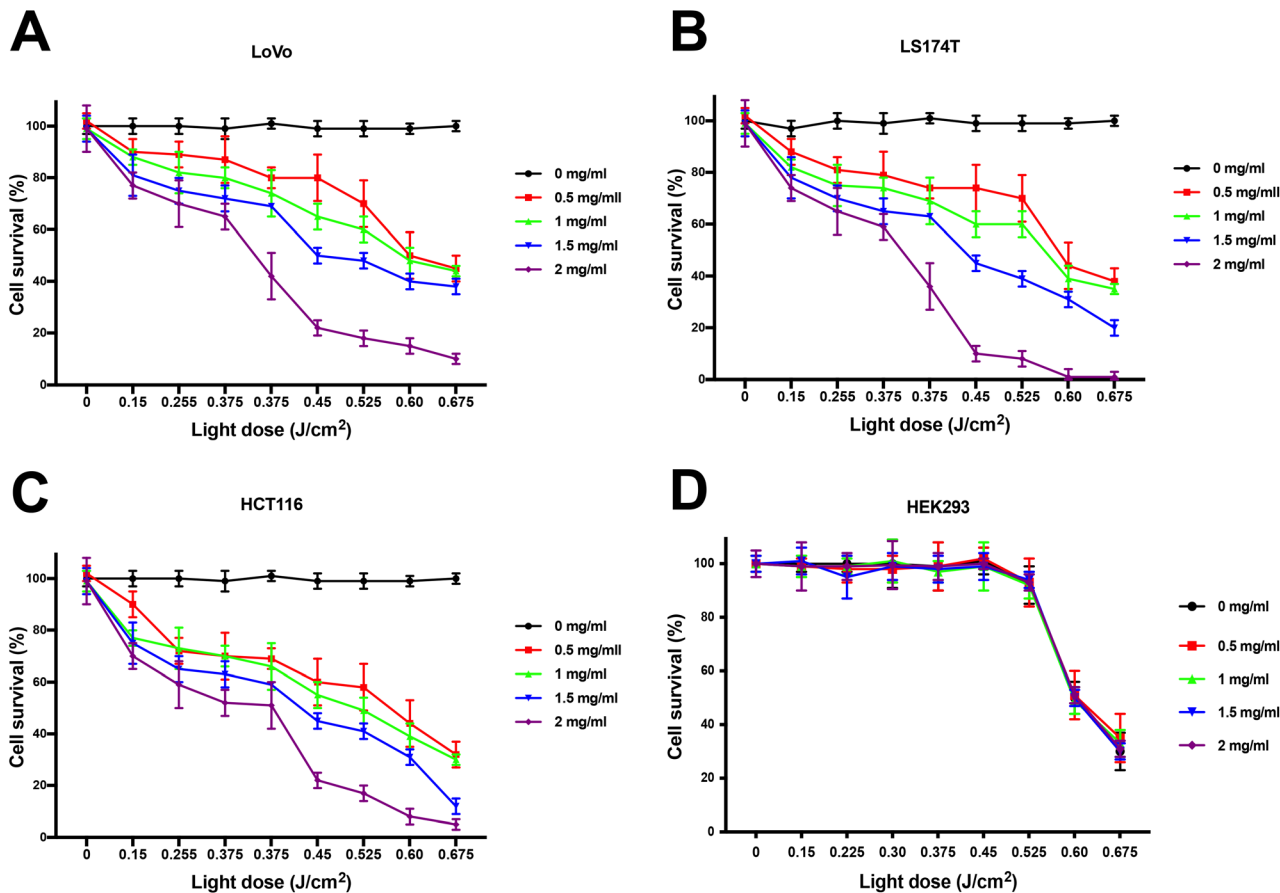 A
LoVo
Cell survival (%)
100
80
60
40
20
0
0 0.15 0.255 0.375 0.375 0.45 0.525 0.60 0.675
Light dose (J/cm²)
0 mg/ml
0.5 mg/mll
1 mg/ml
1.5 mg/ml
2 mg/ml
B
LS174T
Cell survival (%)
100
80
60
40
20
0
0 0.15 0.255 0.375 0.375 0.45 0.525 0.60 0.675
Light dose (J/cm²)
0 mg/ml
0.5 mg/mll
1 mg/ml
1.5 mg/ml
2 mg/ml
C
HCT116
Cell survival (%)
100
80
60
40
20
0
0 0.15 0.255 0.375 0.375 0.45 0.525 0.60 0.675
Light dose (J/cm²)
0 mg/ml
0.5 mg/mll
1 mg/ml
1.5 mg/ml
2 mg/ml
D
HEK293
Cell survival (%)
100
80
60
40
20
0
0 0.15 0.225 0.30 0.375 0.45 0.525 0.60 0.675
Light dose (J/cm²)
0 mg/ml
0.5 mg/ml
1 mg/ml
1.5 mg/ml
2 mg/ml